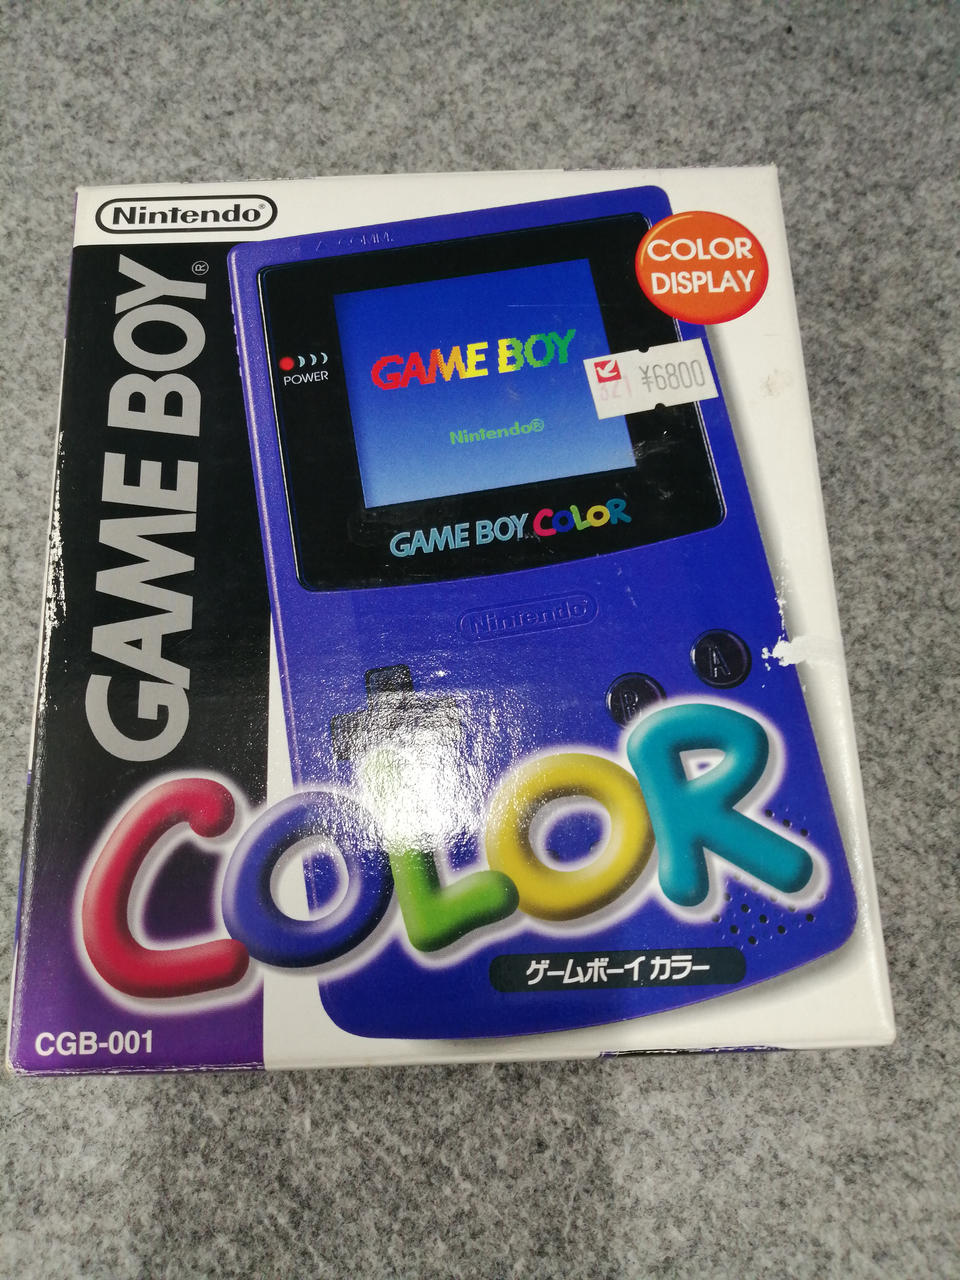 Nintendo®
GAME BOY®
COMM.
COLOR
DISPLAY
POWER
GAME BOY
Nintendo®
¥6800
GAME BOY COLOR
Nintendo®
A
B
COLOR
ゲームボーイ カラー
CGB-001